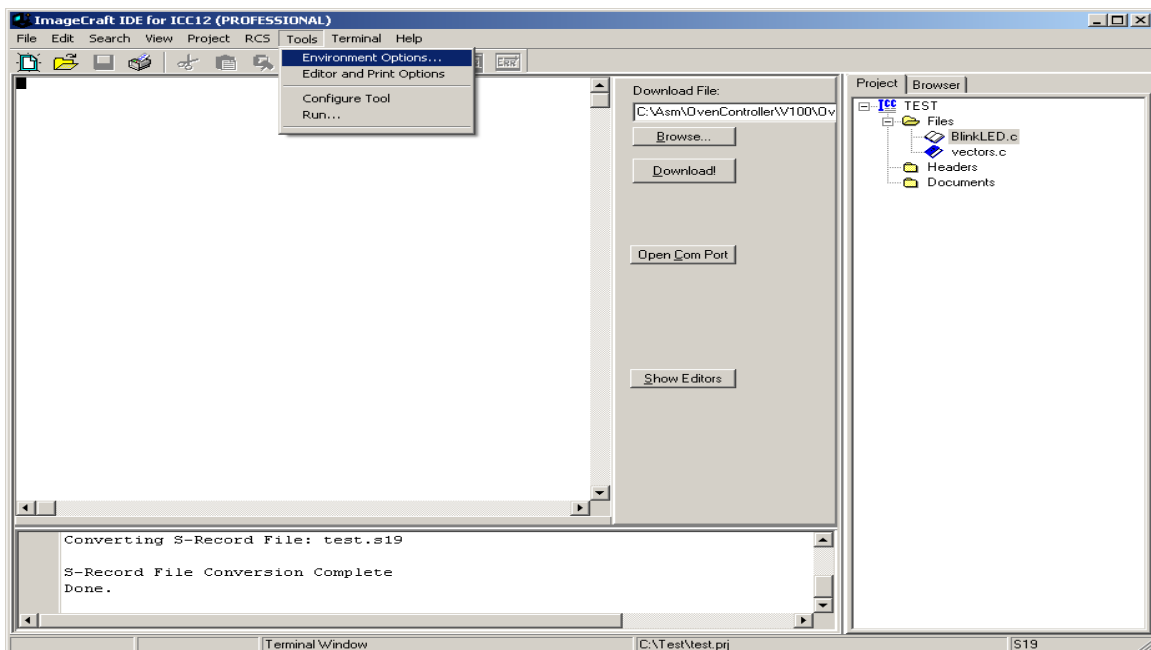 ImageCraft IDE for ICC12 (PROFESSIONAL)
File Edit Search View Project RCS Tools Terminal Help
Environment Options...
Editor and Print Options
Configure Tool
Run...
ERR
Download File:
C:\Asm\OvenController\V100\Ov
Browse...
Download!
Open Com Port
Show Editors
Project Browser
ICC TEST
Files
BlinkLED.c
vectors.c
Headers
Documents
Converting S-Record File: test.s19
S-Record File Conversion Complete
Done.
Terminal Window C:\Test\test.prj S19